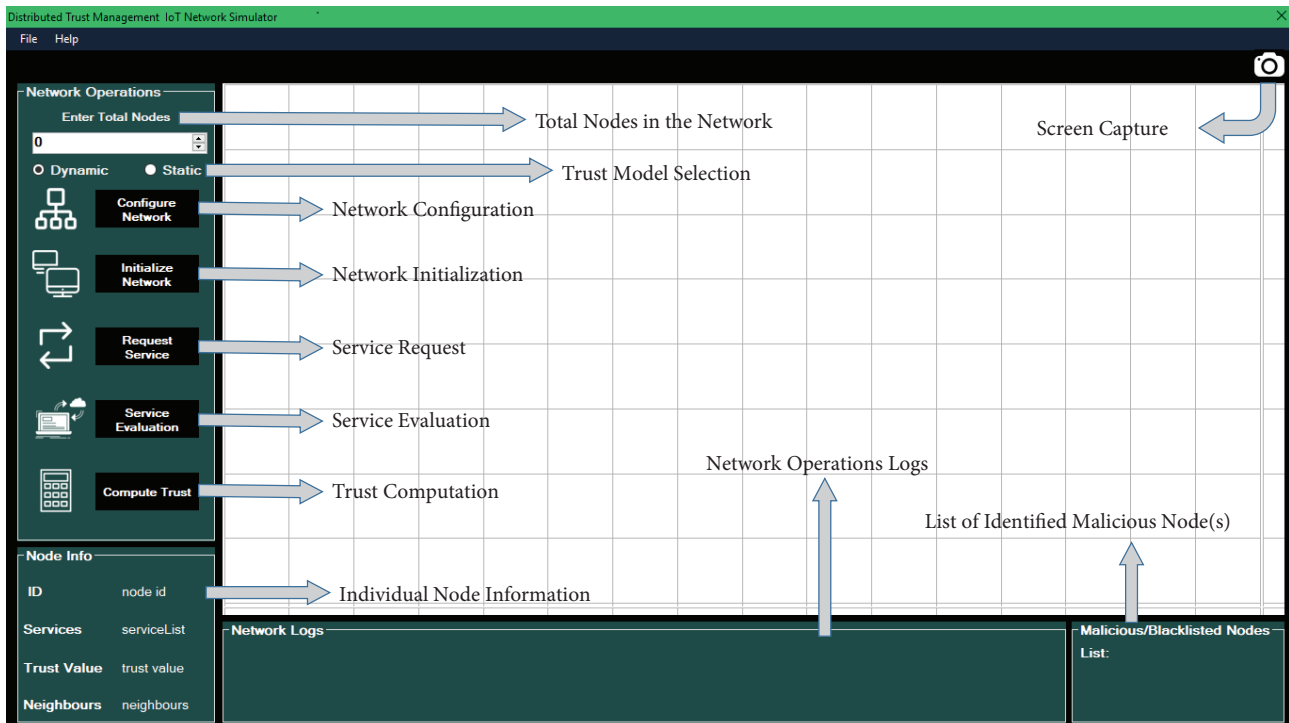 Distributed Trust Management IoT Network Simulator
File Help
Network Operations
Enter Total Nodes
Total Nodes in the Network
Screen Capture
0
Dynamic Static
Trust Model Selection
Configure
Network
Network Configuration
Initialize
Network
Network Initialization
Request
Service
Service Request
Service
Evaluation
Service Evaluation
Network Operations Logs
Compute Trust
Trust Computation
List of Identified Malicious Node(s)
Node Info
ID node id
Individual Node Information
Services serviceList
Trust Value trust value
Neighbours neighbours
Network Logs
Malicious/Blacklisted Nodes
List: